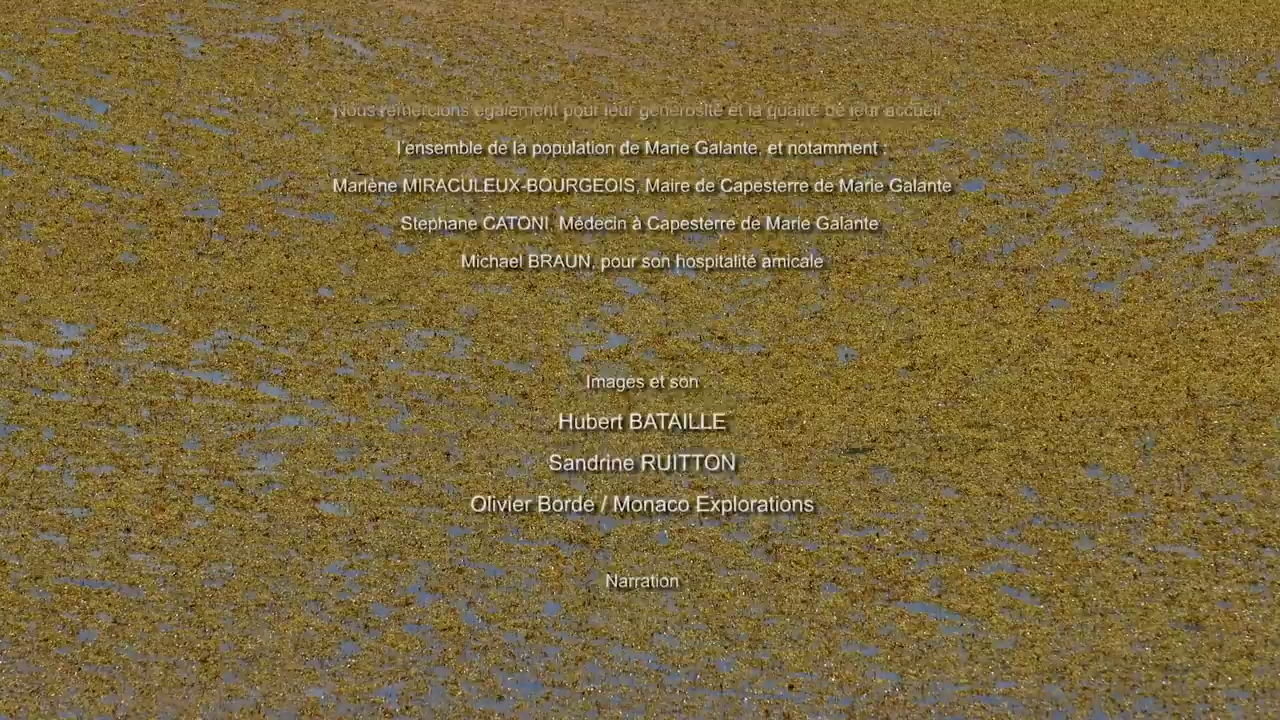 Nous remercions également pour leur générosité et la qualité de leur accueil
l'ensemble de la population de Marie Galante, et notamment :
Marlène MIRACULEUX-BOURGEOIS, Maire de Capesterre de Marie Galante
Stephane CATONI, Médecin à Capesterre de Marie Galante
Michael BRAUN, pour son hospitalité amicale
Images et son
Hubert BATAILLE
Sandrine RUITTON
Olivier Borde / Monaco Explorations
Narration